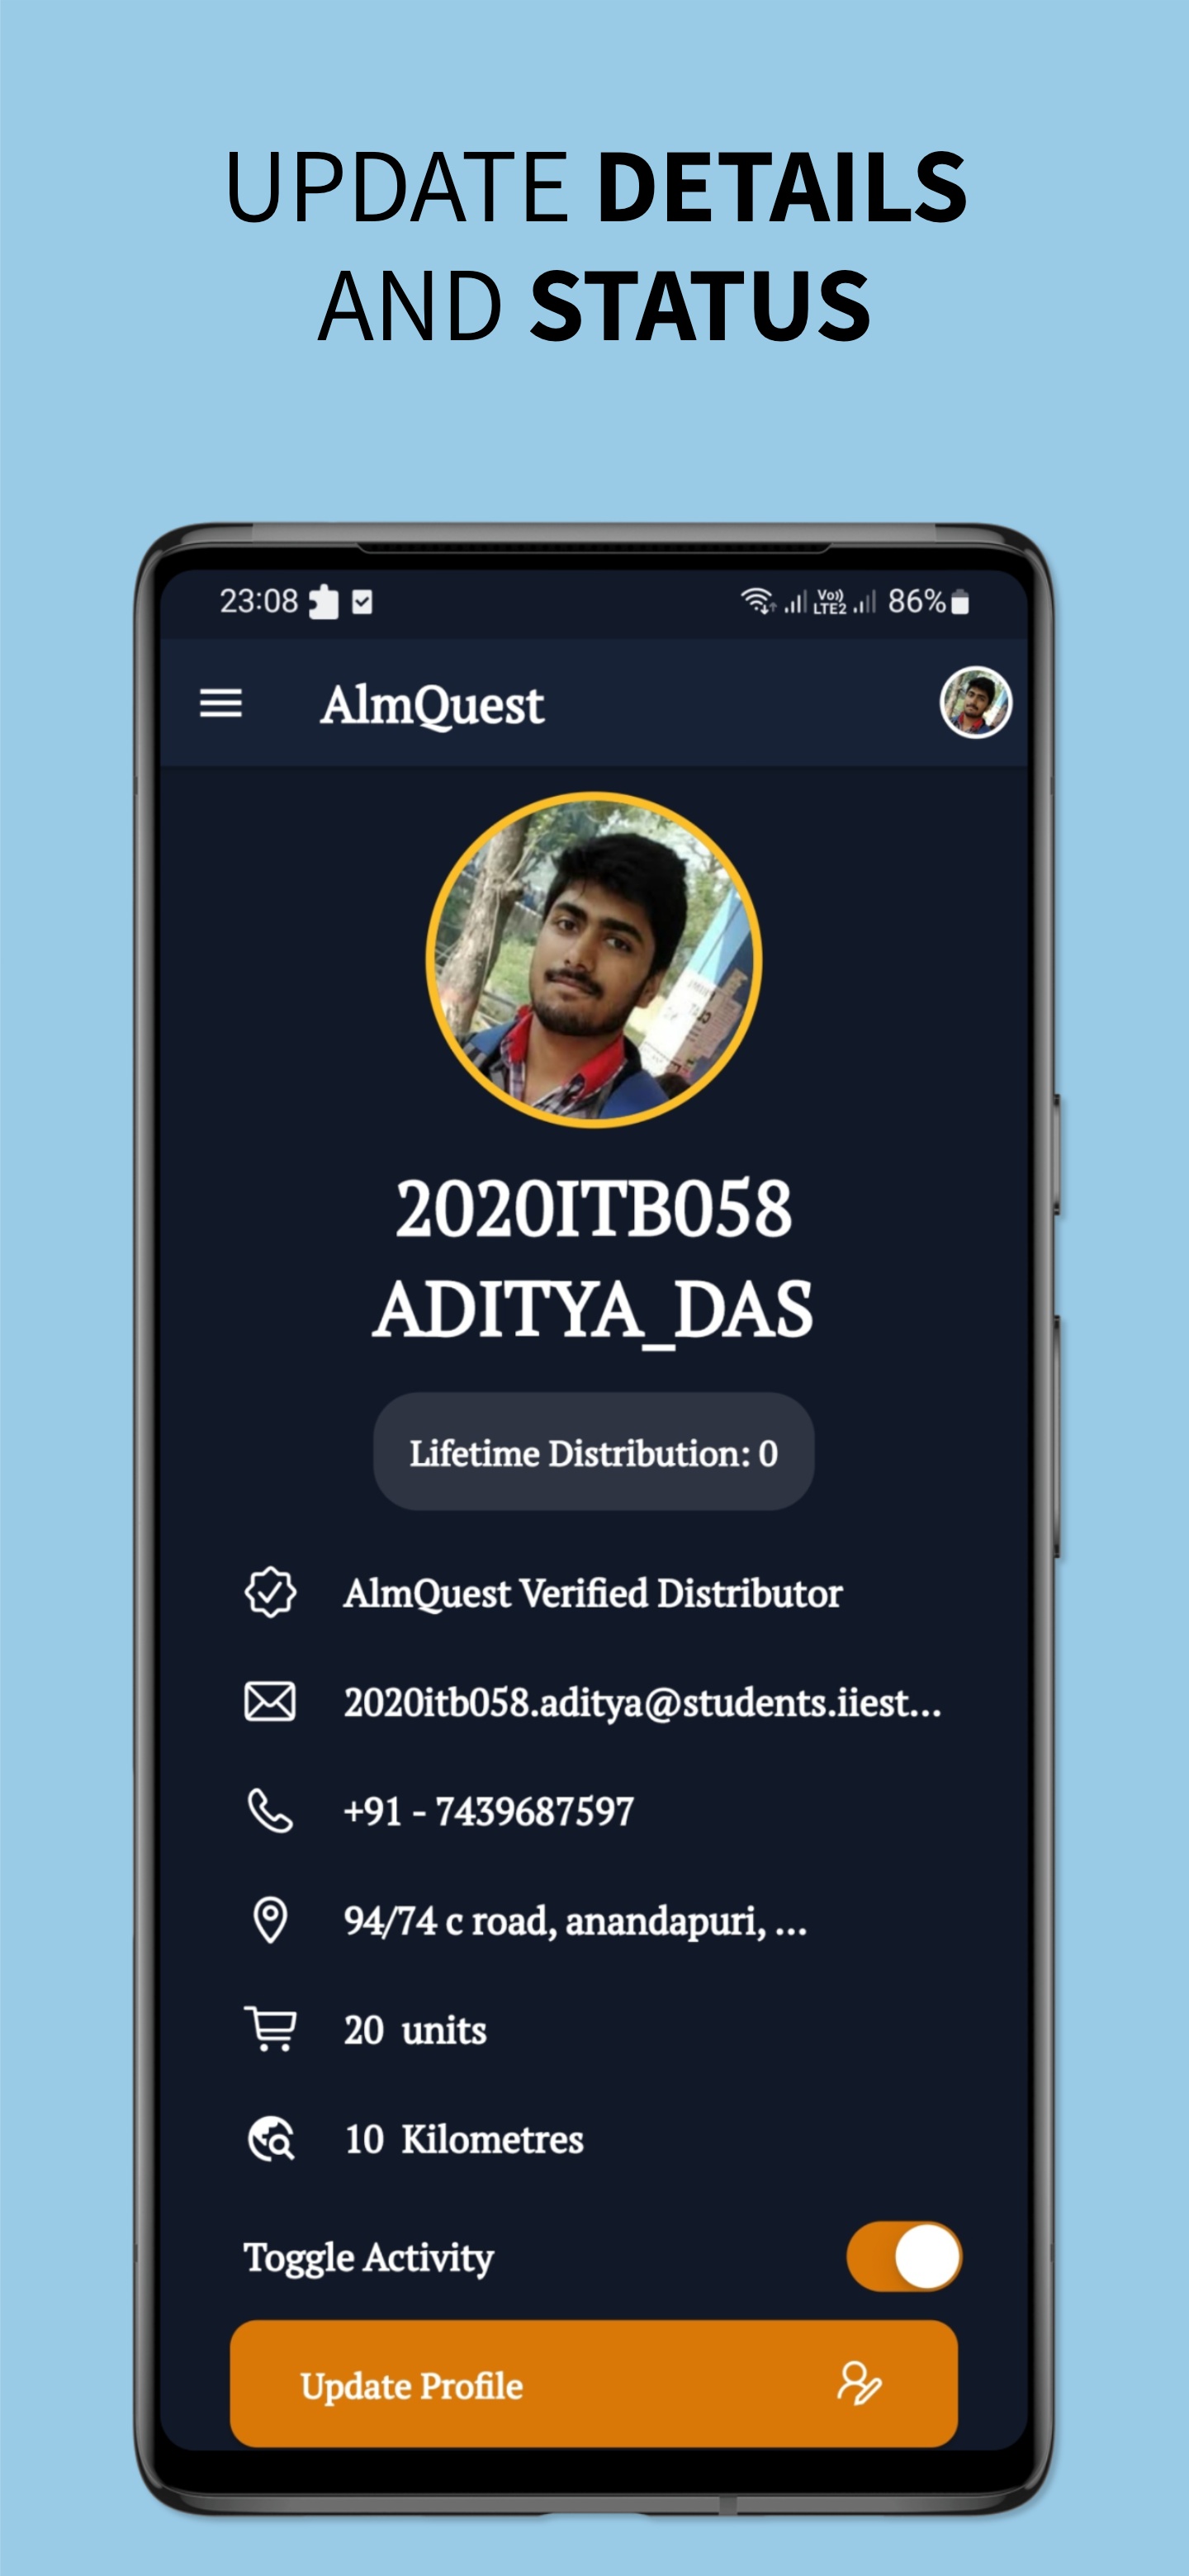 UPDATE DETAILS
AND STATUS
23:08
Vo))
LTE2
86%
AlmQuest
2020ITB058
ADITYA_DAS
Lifetime Distribution: 0
AlmQuest Verified Distributor
2020itb058.aditya@students.iiest...
+91 - 7439687597
94/74 c road, anandapuri, ...
20 units
10 Kilometres
Toggle Activity
Update Profile